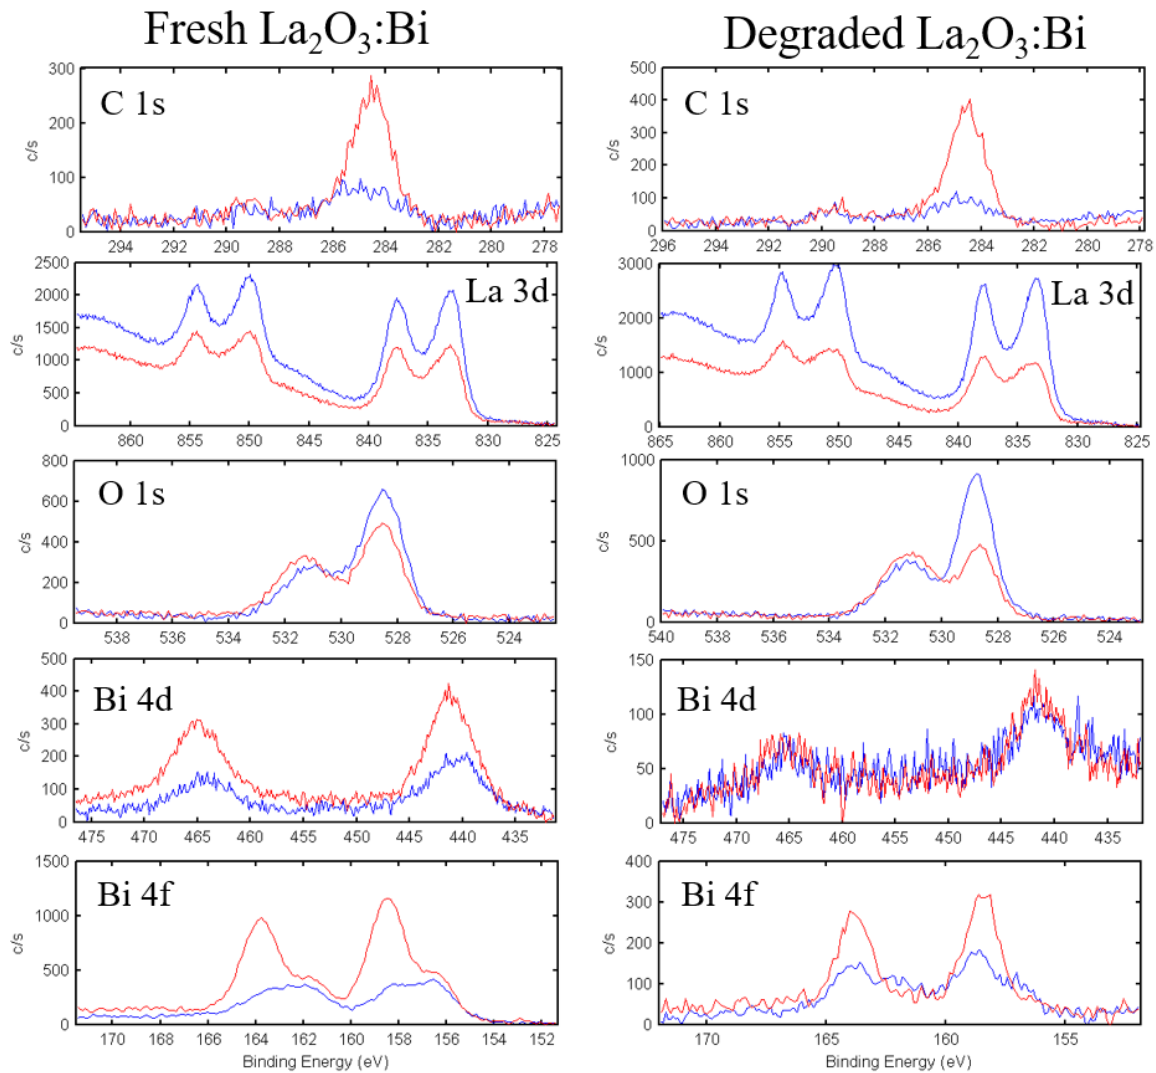 Fresh La₂O₃:Bi
Degraded La₂O₃:Bi
300
200
100
0
c/s
C 1s
294 292 290 288 286 284 282 280 278
500
400
300
200
100
0
c/s
C 1s
296 294 292 290 288 286 284 282 280 278
2500
2000
1500
1000
500
0
c/s
La 3d
860 855 850 845 840 835 830 825
3000
2000
1000
0
c/s
La 3d
865 860 855 850 845 840 835 830 825
800
600
400
200
0
c/s
O 1s
538 536 534 532 530 528 526 524
1000
500
0
c/s
O 1s
540 538 536 534 532 530 528 526 524
500
400
300
200
100
0
c/s
Bi 4d
475 470 465 460 455 450 445 440 435
150
100
50
0
c/s
Bi 4d
475 470 465 460 455 450 445 440 435
1500
1000
500
0
c/s
Bi 4f
170 168 166 164 162 160 158 156 154 152
Binding Energy (eV)
400
300
200
100
0
c/s
Bi 4f
170 165 160 155
Binding Energy (eV)